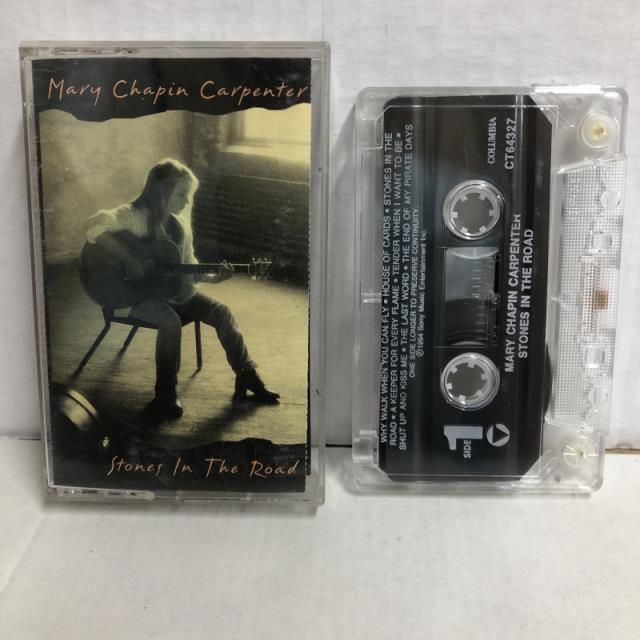 Mary Chapin Carpenter
Stones In The Road
WHY WALK WHEN YOU CAN FLY • HOUSE OF CARDS • STONES IN THE
ROAD • A KEEPER FOR EVERY FLAME • TENDER WHEN I WANT TO BE •
SHUT UP AND KISS ME • THE LAST WORD • THE END OF MY PIRATE DAYS
ONE SIDE LONGER TO PRESERVE CONTINUITY.
℗ 1994 Sony Music Entertainment Inc.
SIDE 1
COLUMBIA
CT64327
MARY CHAPIN CARPENTER
STONES IN THE ROAD